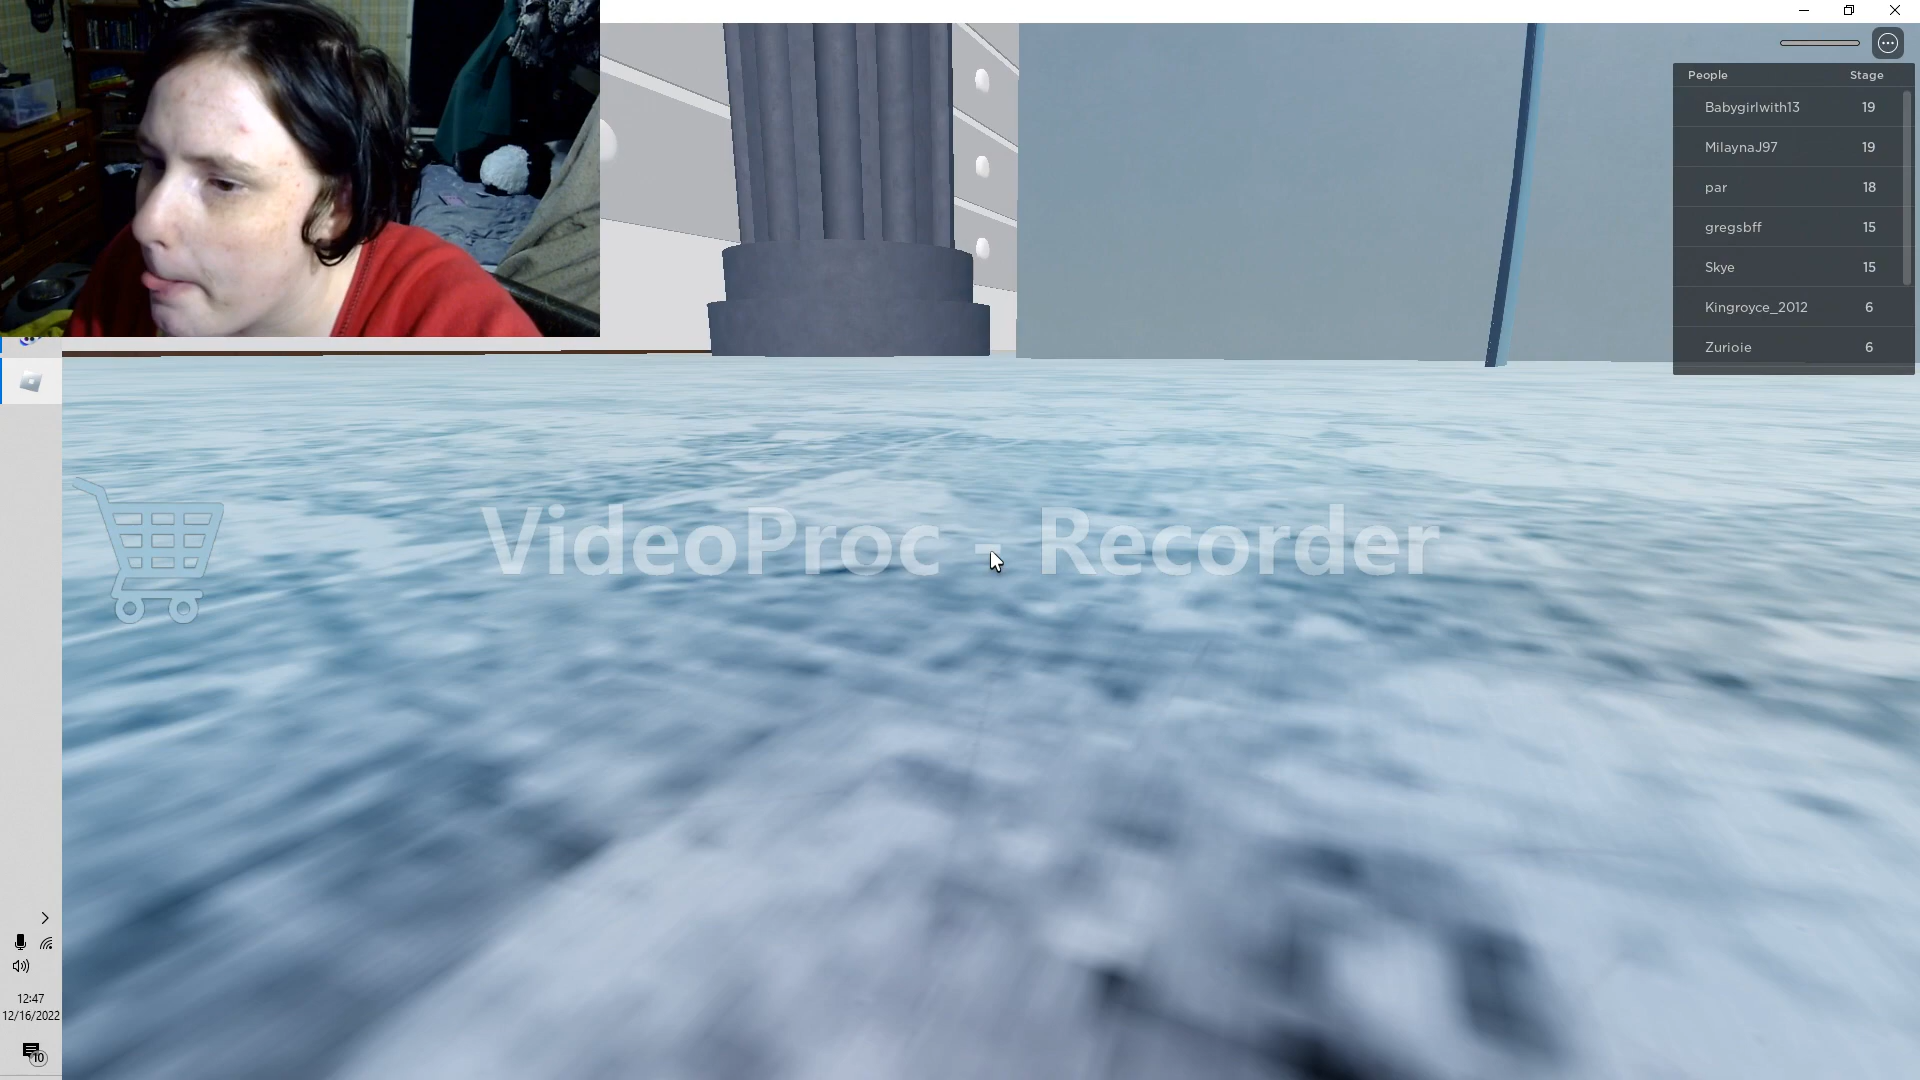 People Stage
Babygirlwith13 19
MilaynaJ97 19
par 18
gregsbff 15
Skye 15
Kingroyce_2012 6
Zurioie 6
VideoProc - Recorder
12:47
12/16/2022
10